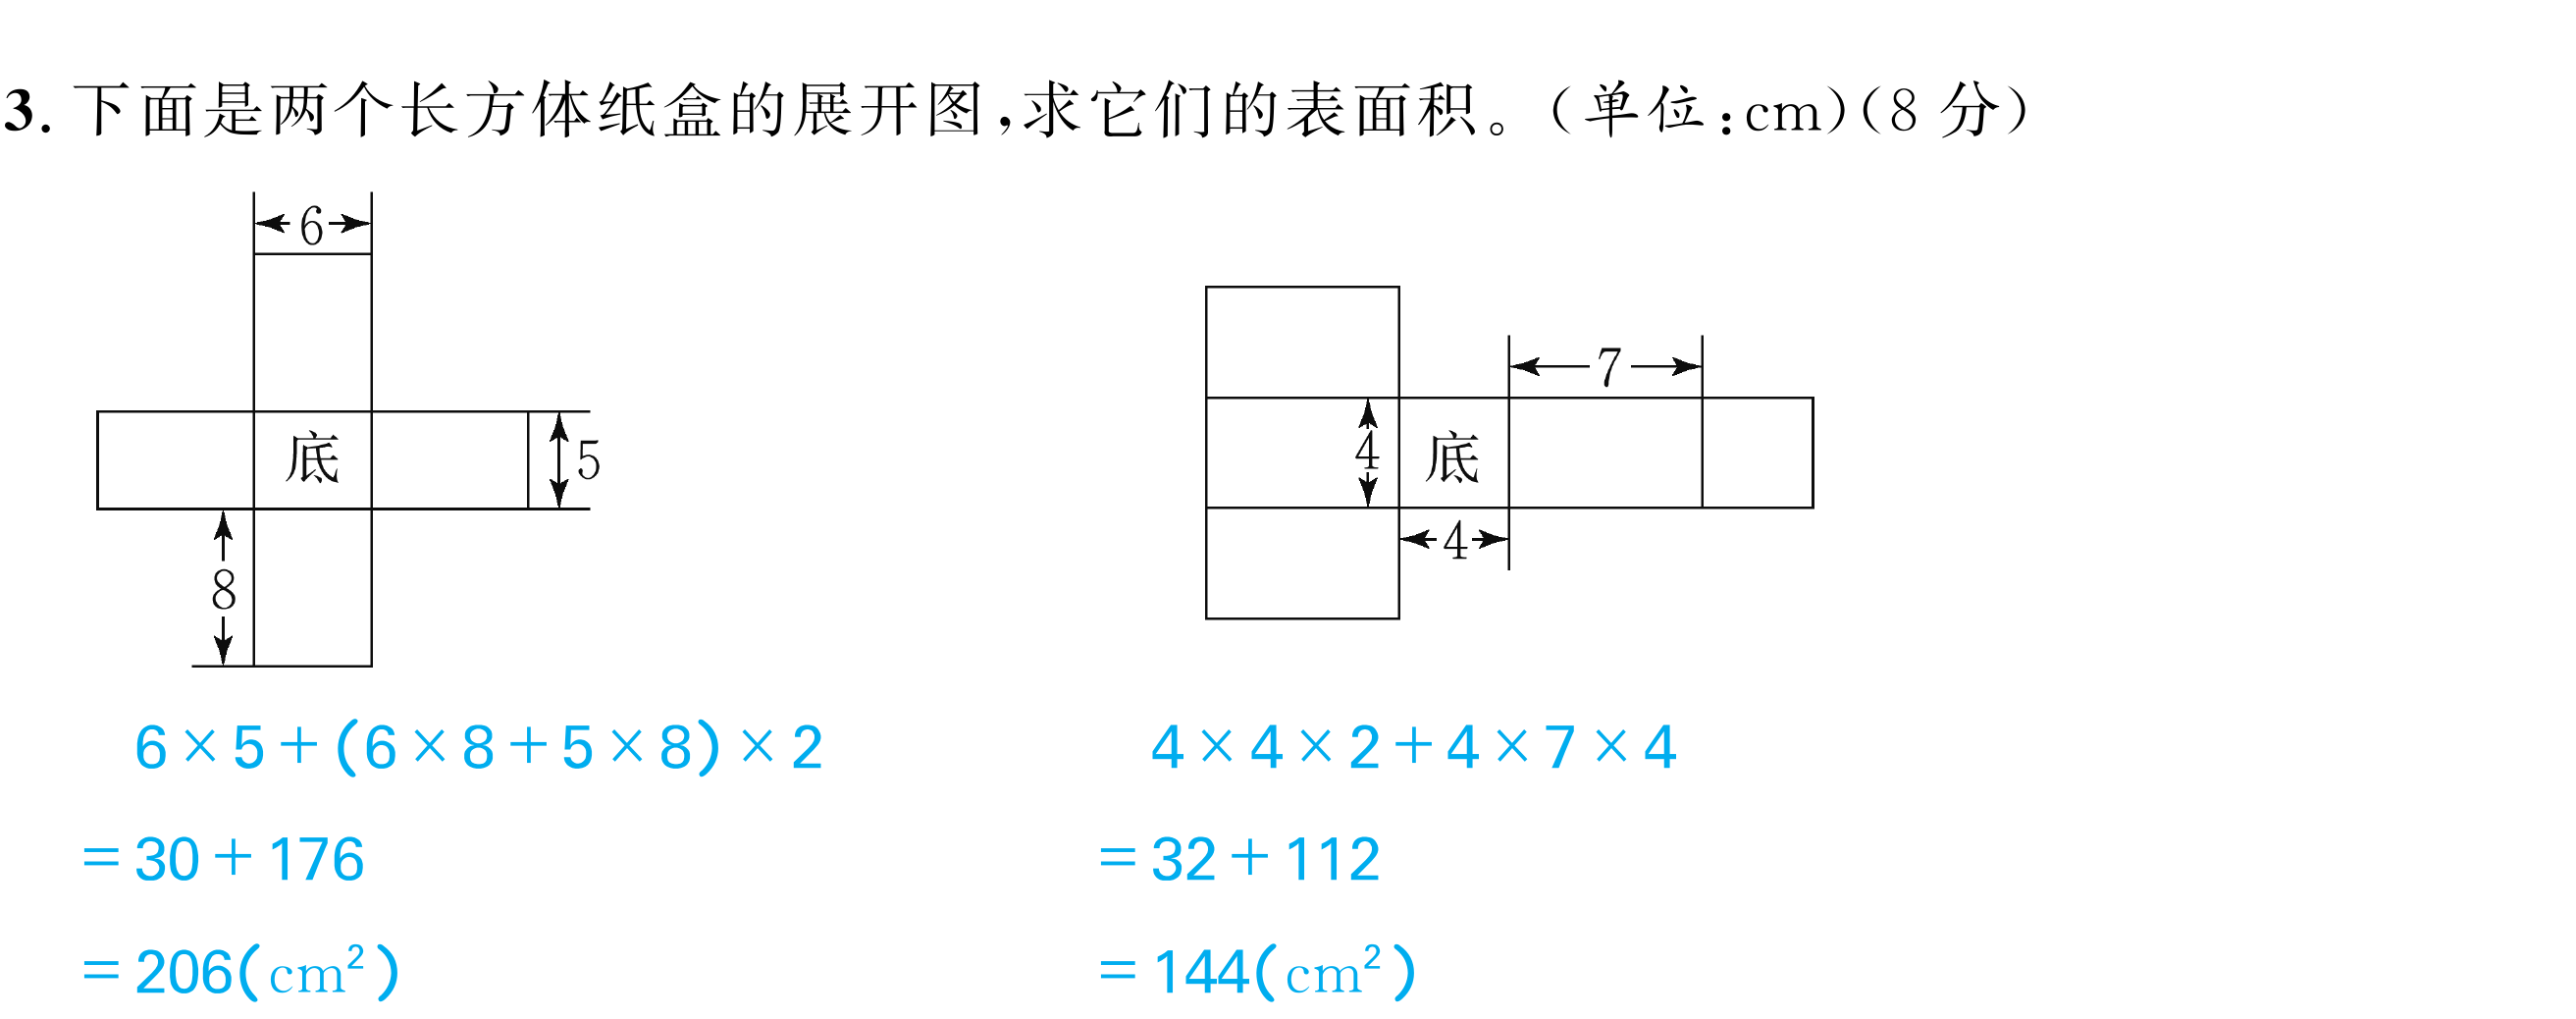 3. 下面是两个长方体纸盒的展开图,求它们的表面积。(单位:cm)(8 分)
6
底
5
8
7
4
底
4
6×5+(6×8+5×8)×2
=30+176
=206(cm²)
4×4×2+4×7×4
=32+112
=144(cm²)